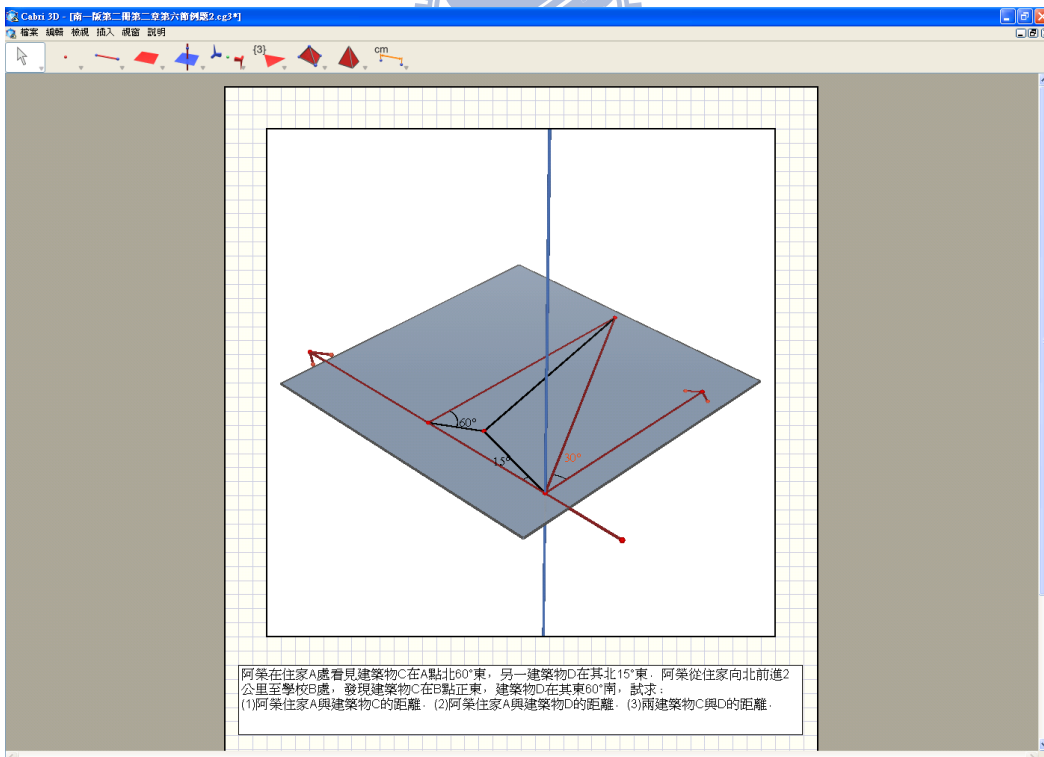 Cabri 3D - [南一版第二冊第二章第六節例題2.cg3*]
檔案 編輯 檢視 插入 視窗 說明
{3}
cm
60°
15°
30°
阿榮在住家A處看見建築物C在A點北60°東，另一建築物D在其北15°東．阿榮從住家向北前進2
公里至學校B處，發現建築物C在B點正東，建築物D在其東60°南，試求：
(1)阿榮住家A與建築物C的距離．(2)阿榮住家A與建築物D的距離．(3)兩建築物C與D的距離．